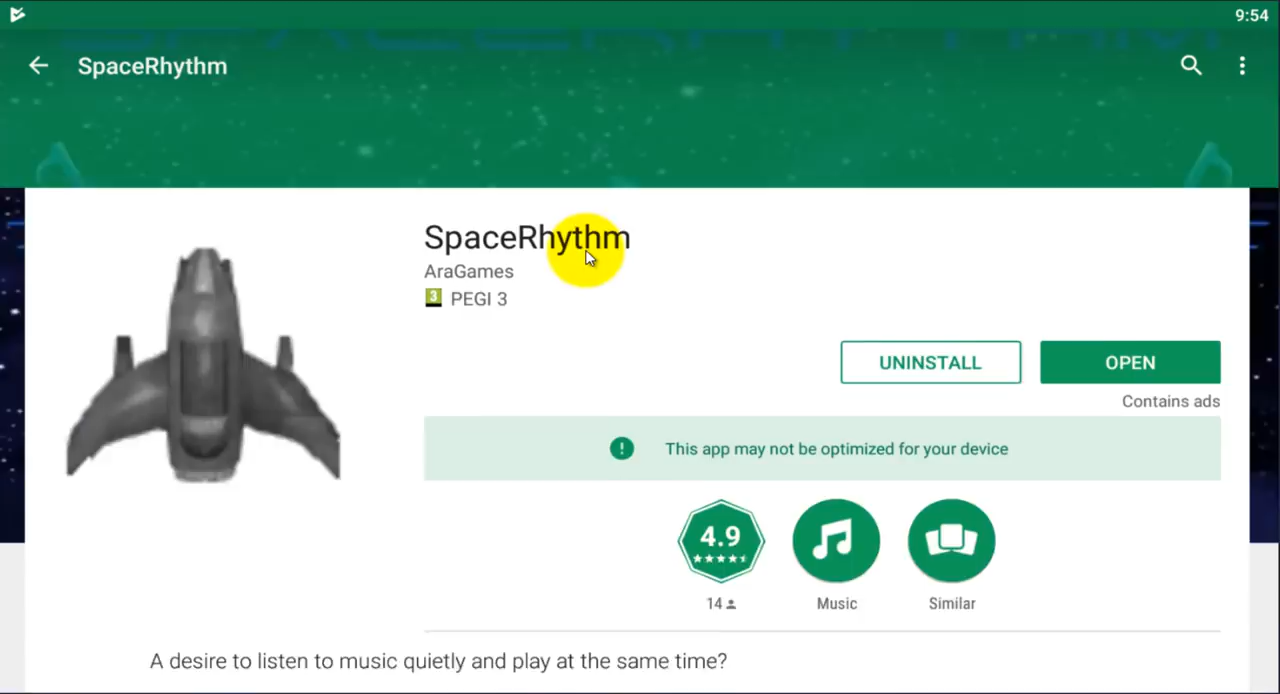 9:54
SpaceRhythm
SpaceRhythm
AraGames
3 PEGI 3
UNINSTALL
OPEN
Contains ads
! This app may not be optimized for your device
4.9
14
Music
Similar
A desire to listen to music quietly and play at the same time?